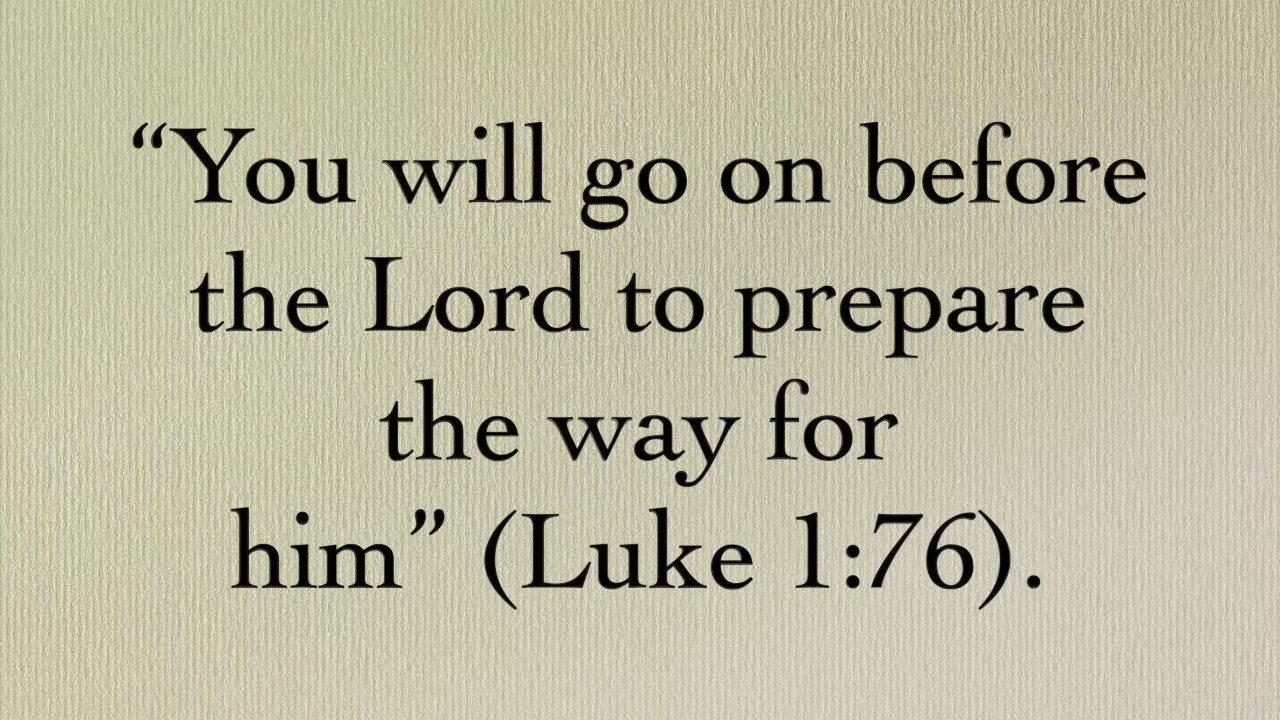 “You will go on before
the Lord to prepare
the way for
him” (Luke 1:76).